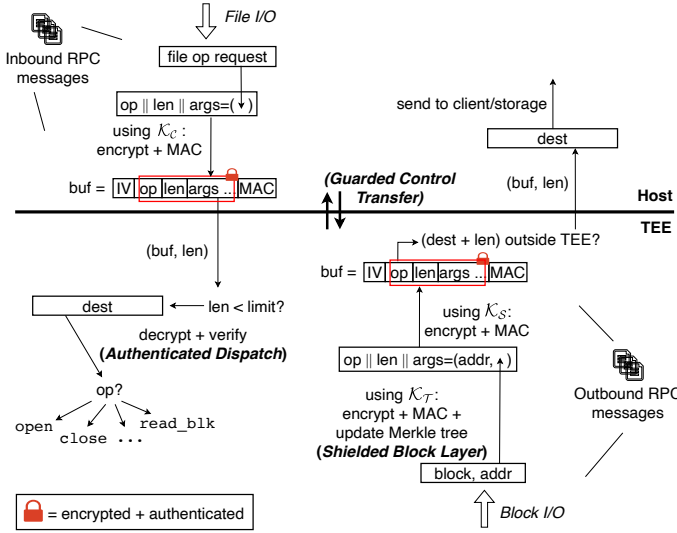 File I/O
Inbound RPC
messages
file op request
op || len || args=( )
using 𝒦_C :
encrypt + MAC
buf = IV op len args ... MAC
(Guarded Control
Transfer)
send to client/storage
dest
(buf, len)
Host
TEE
(buf, len)
dest
len < limit?
decrypt + verify
(Authenticated Dispatch)
op?
open
close ...
read_blk
(dest + len) outside TEE?
buf = IV op len args ... MAC
using 𝒦_S:
encrypt + MAC
op || len || args=(addr, )
using 𝒦_T:
encrypt + MAC +
update Merkle tree
(Shielded Block Layer)
block, addr
Block I/O
Outbound RPC
messages
= encrypted + authenticated